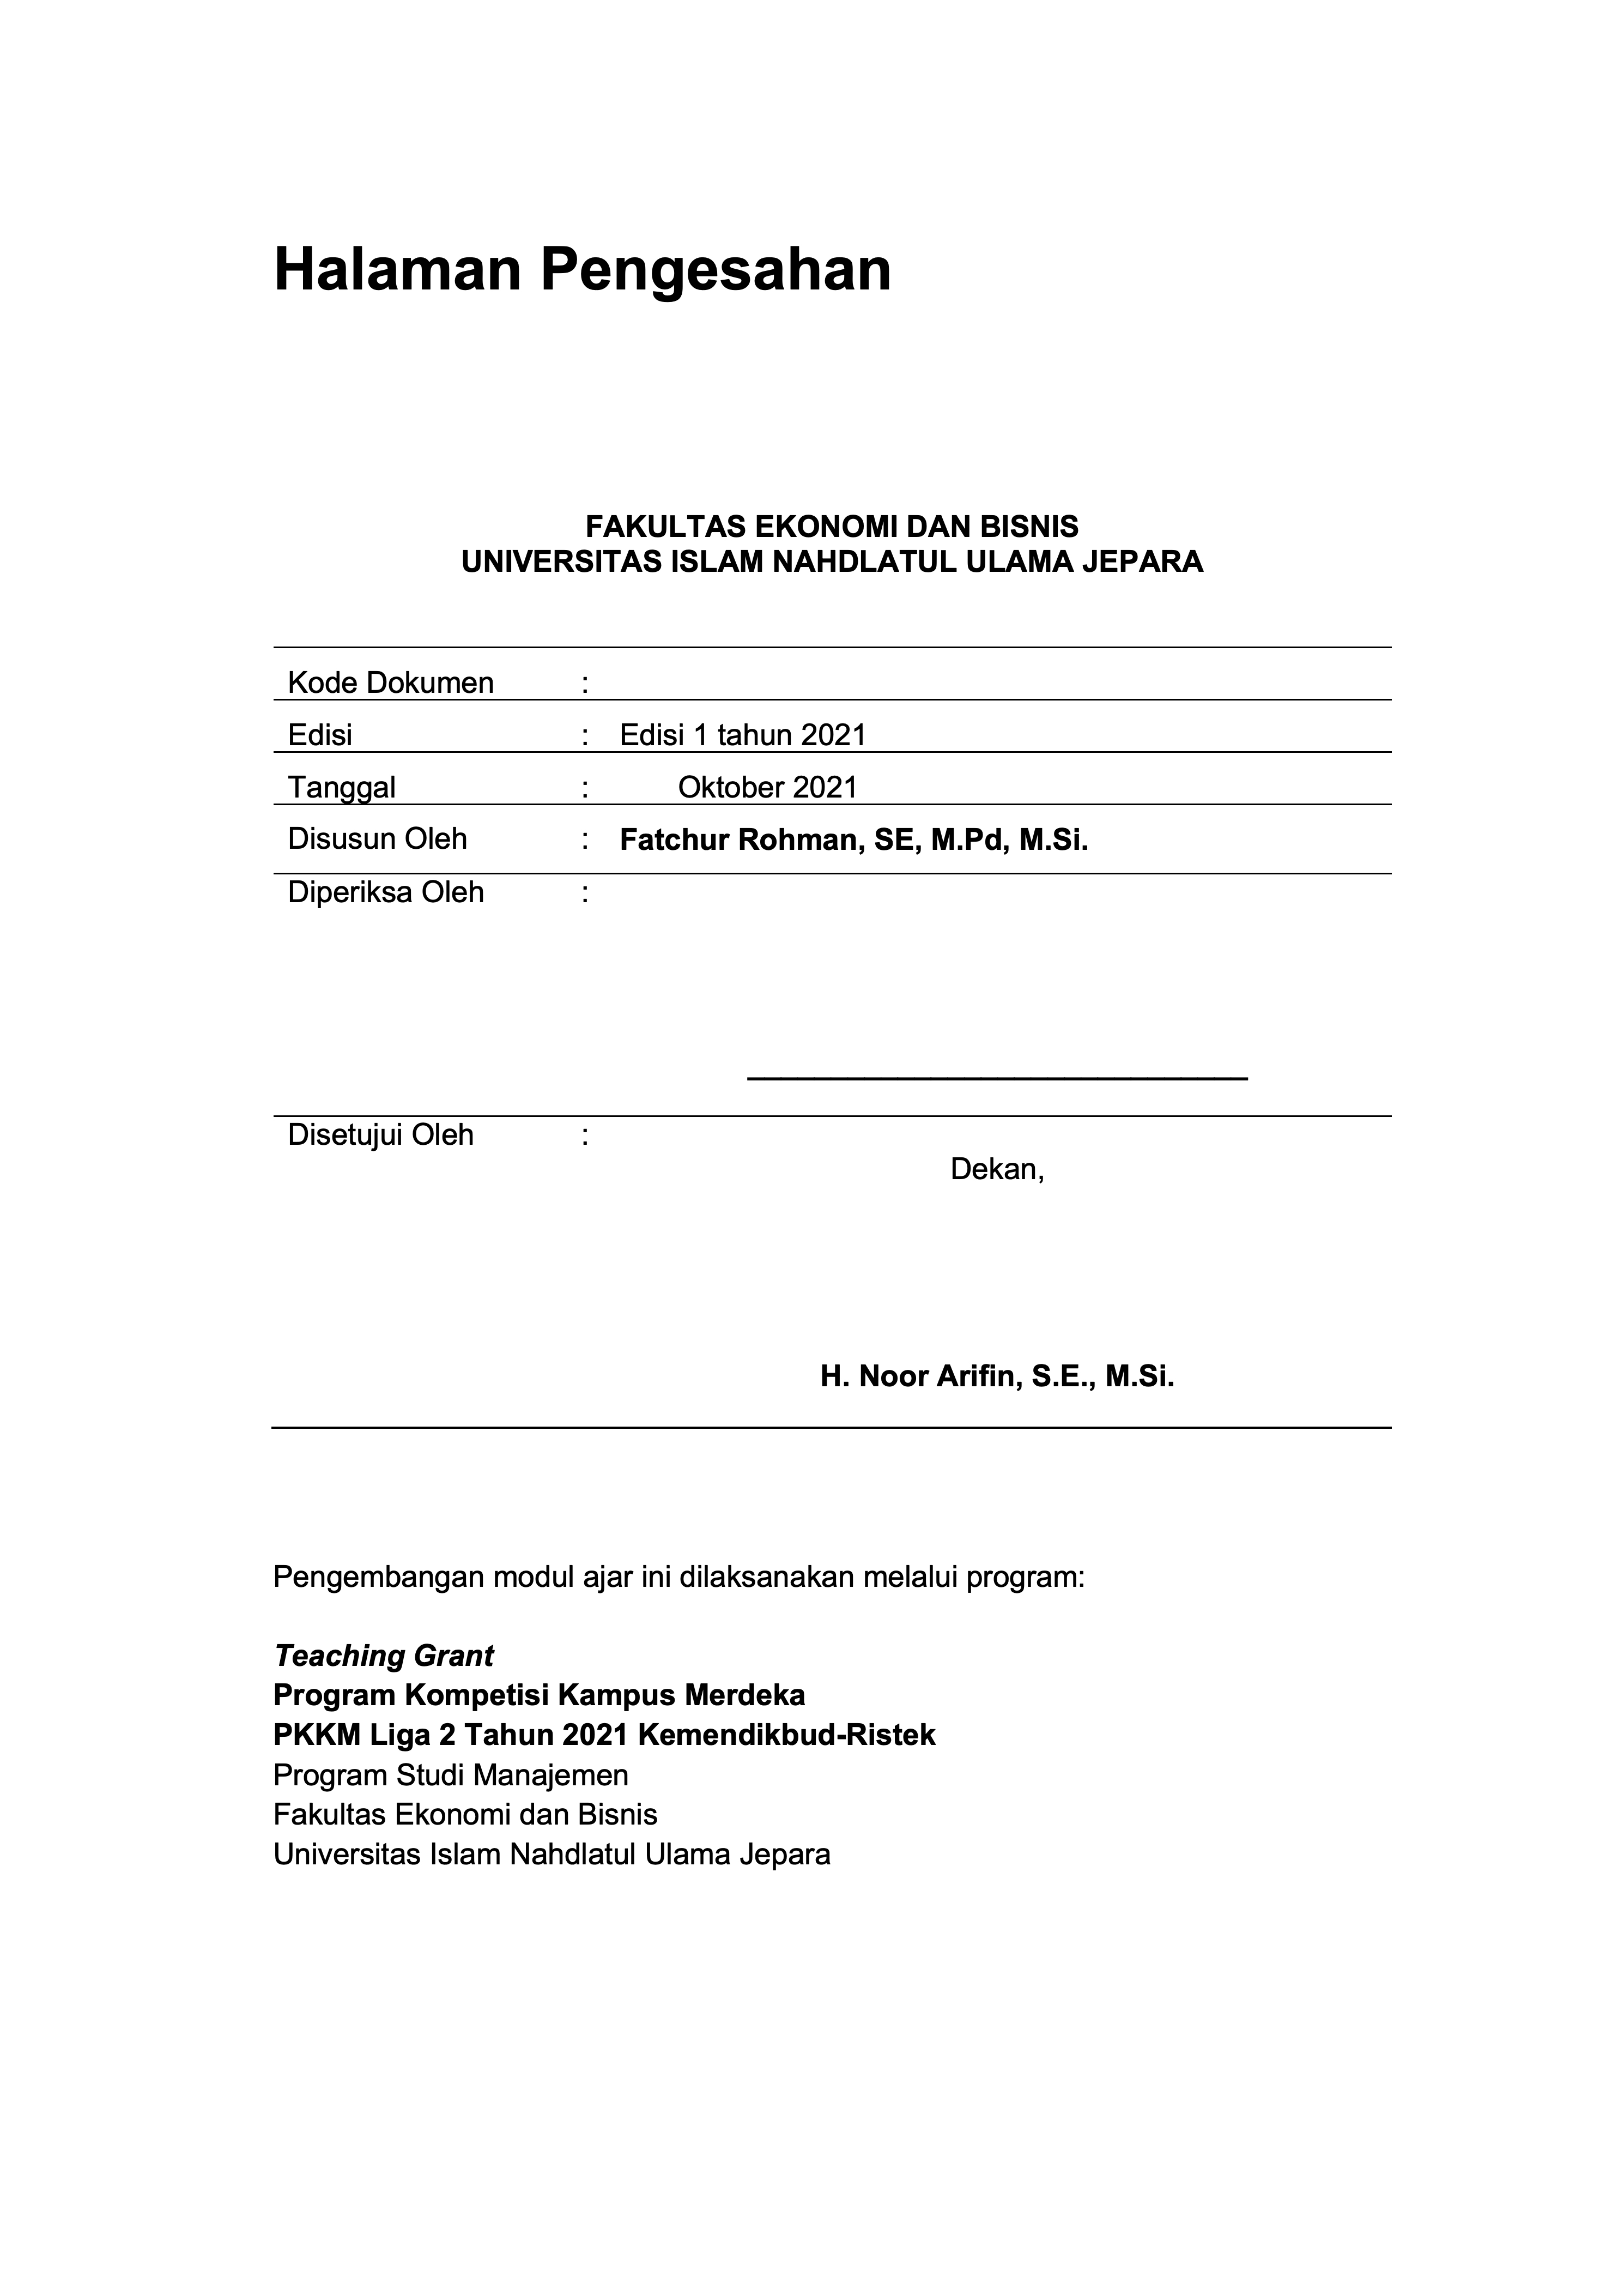 Halaman Pengesahan
FAKULTAS EKONOMI DAN BISNIS
UNIVERSITAS ISLAM NAHDLATUL ULAMA JEPARA
Kode Dokumen :
Edisi : Edisi 1 tahun 2021
Tanggal : Oktober 2021
Disusun Oleh : Fatchur Rohman, SE, M.Pd, M.Si.
Diperiksa Oleh :
Disetujui Oleh :
Dekan,
H. Noor Arifin, S.E., M.Si.
Pengembangan modul ajar ini dilaksanakan melalui program:
Teaching Grant
Program Kompetisi Kampus Merdeka
PKKM Liga 2 Tahun 2021 Kemendikbud-Ristek
Program Studi Manajemen
Fakultas Ekonomi dan Bisnis
Universitas Islam Nahdlatul Ulama Jepara